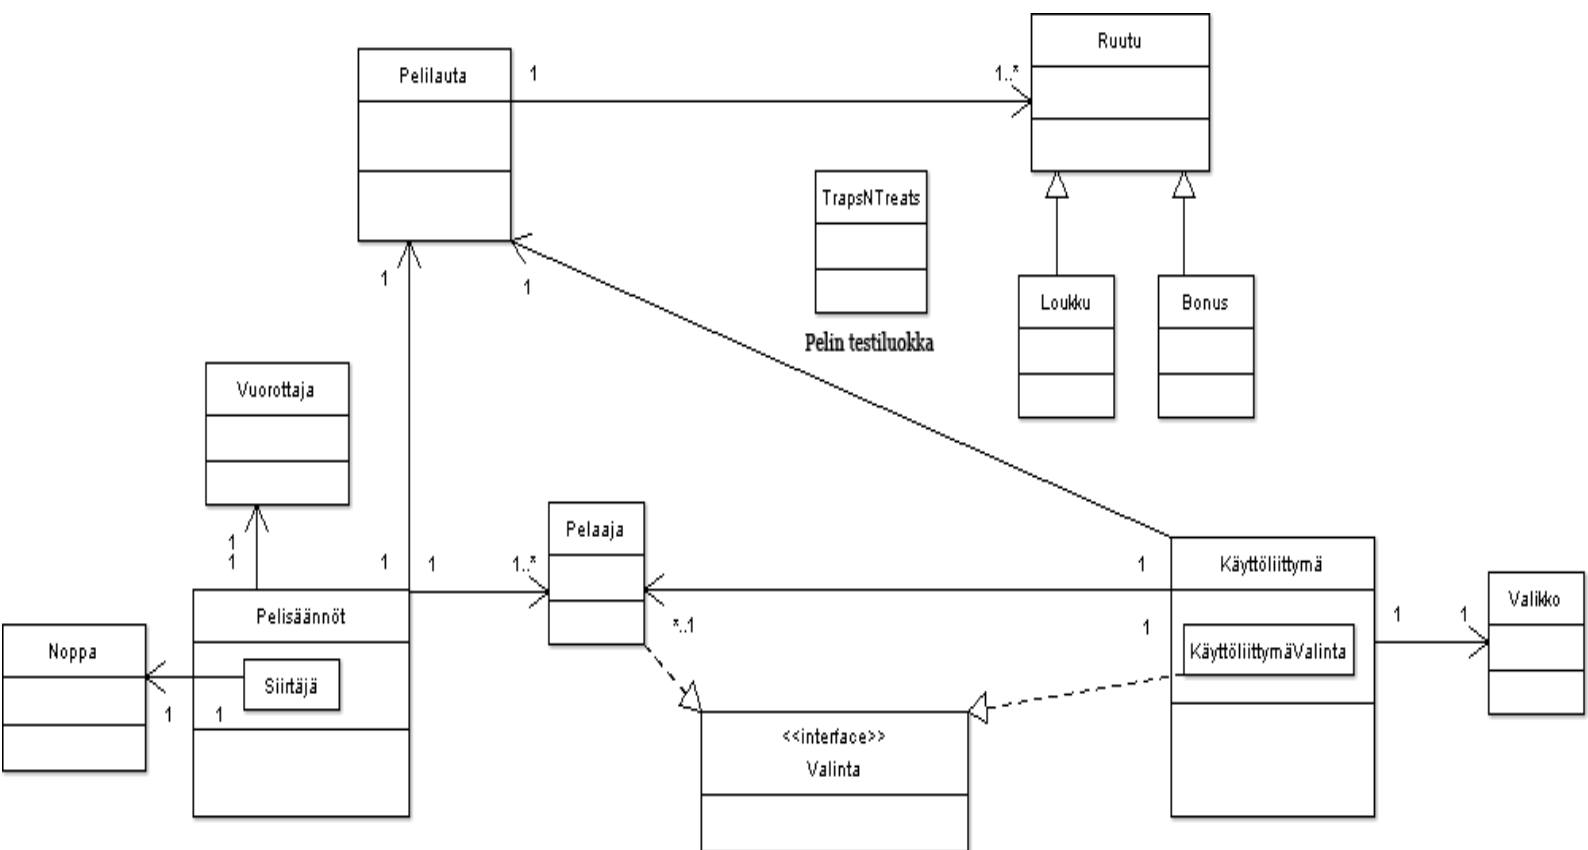 Ruutu
Pelilauta
1
1..*
TrapsNTreats
1
1
Loukku
Bonus
Pelin testiluokka
Vuorottaja
Pelaaja
1
1
1
1
1..*
1
Käyttöliittymä
Valikko
Pelisäännöt
*..1
1
1
1
Noppa
KäyttöliittymäValinta
Siirtäjä
1
1
<<interface>>
Valinta